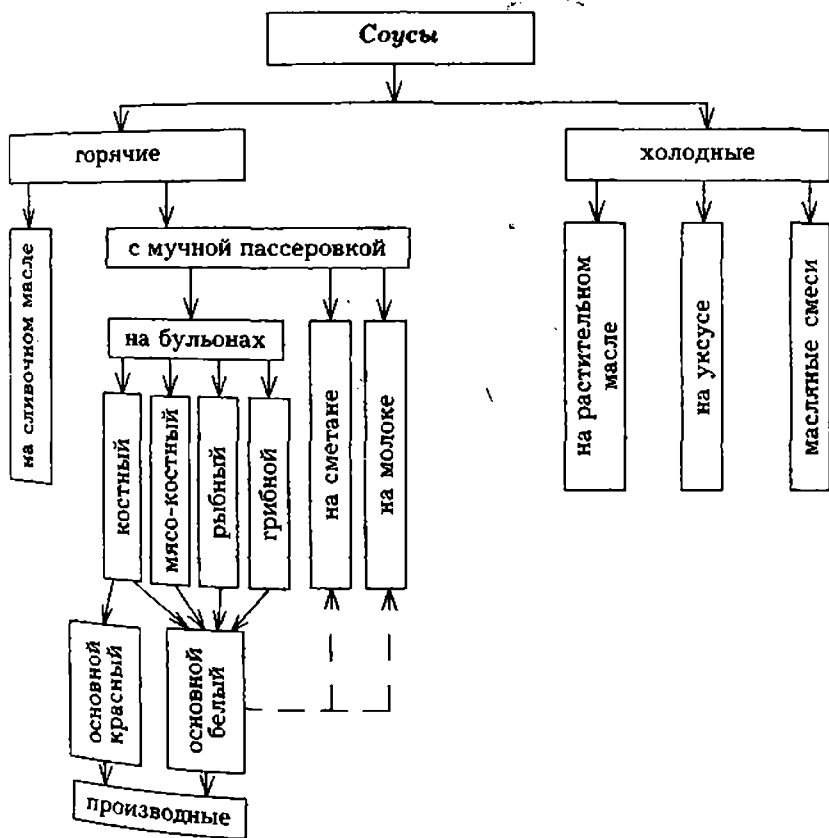 Соусы
горячие
холодные
на сливочном масле
с мучной пассеровкой
на растительном
масле
на уксусе
масляные смеси
на бульонах
на сметане
на молоке
костный
мясо-костный
рыбный
грибной
основной
красный
основной
белый
производные